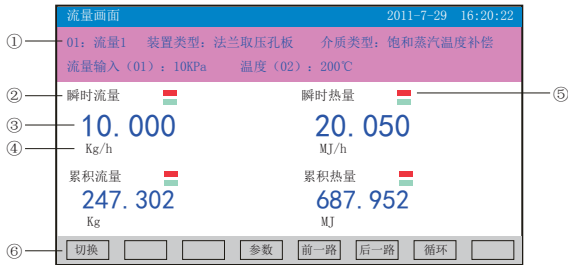 流量画面 2011-7-29 16:20:22
① 01：流量1 装置类型：法兰取压孔板 介质类型：饱和蒸汽温度补偿
流量输入（01）：10KPa 温度（02）：200℃
② 瞬时流量 瞬时热量 ⑤
③ 10.000 20.050
④ Kg/h MJ/h
累积流量 累积热量
247.302 687.952
Kg MJ
⑥ 切换 参数 前一路 后一路 循环